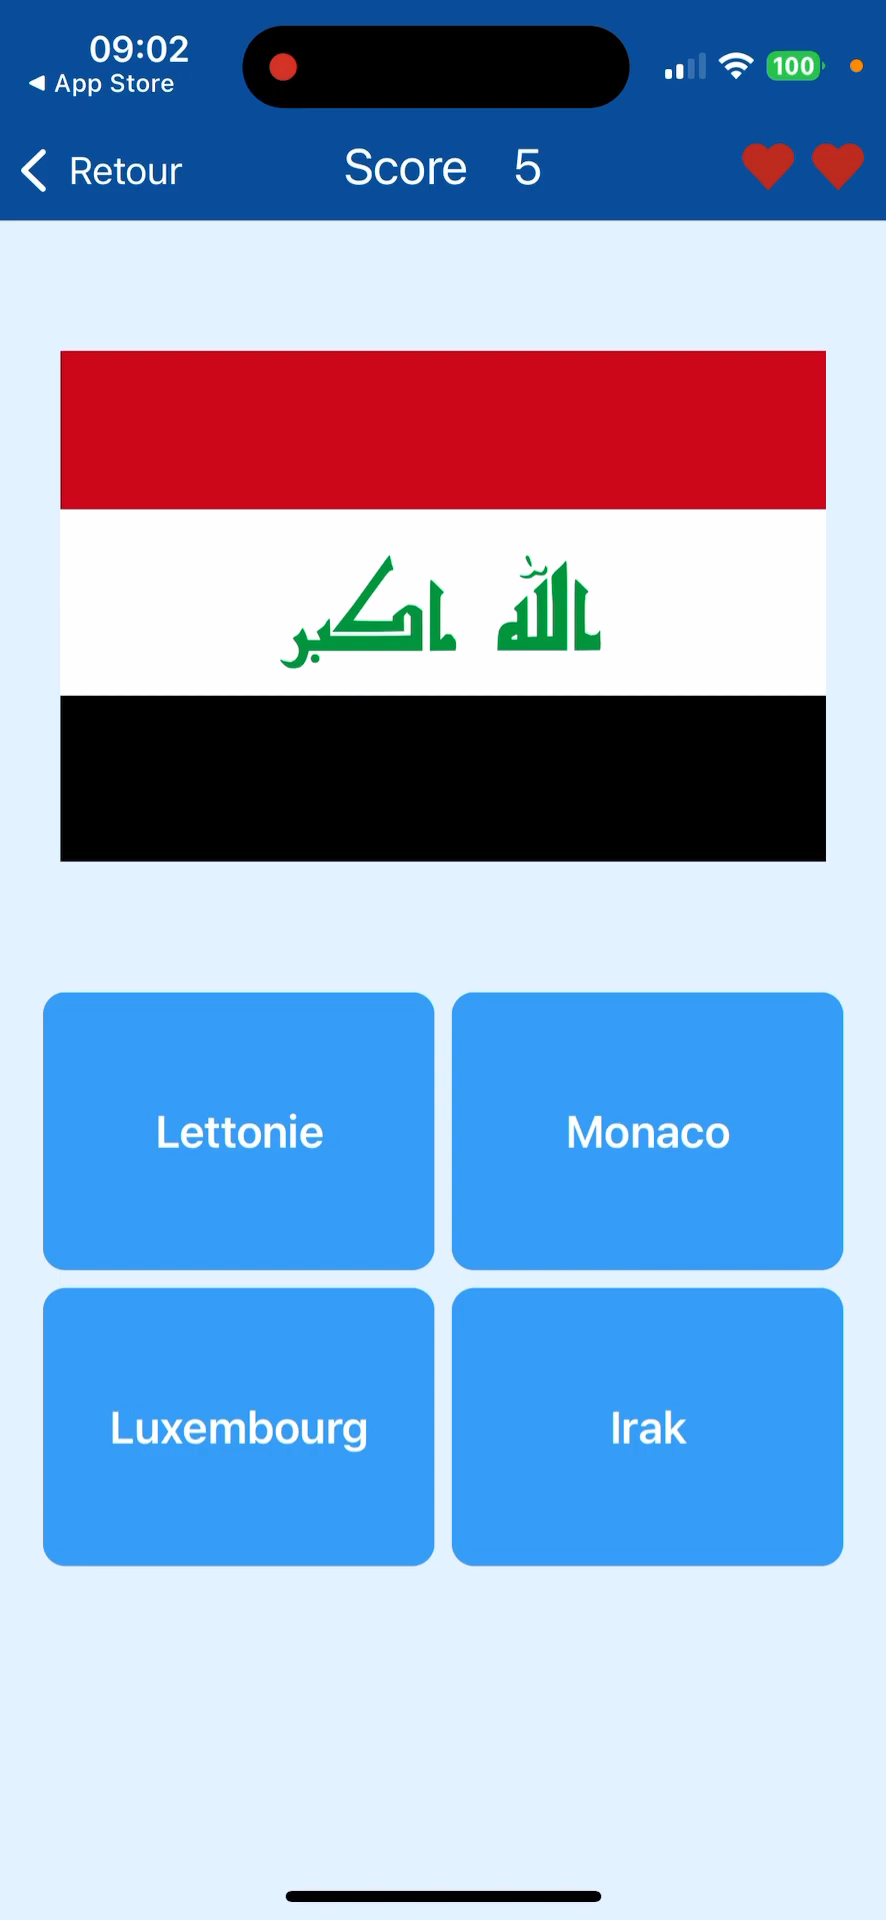 09:02
100
◀ App Store
Retour
Score 5
الله اكبر
Lettonie
Monaco
Luxembourg
Irak